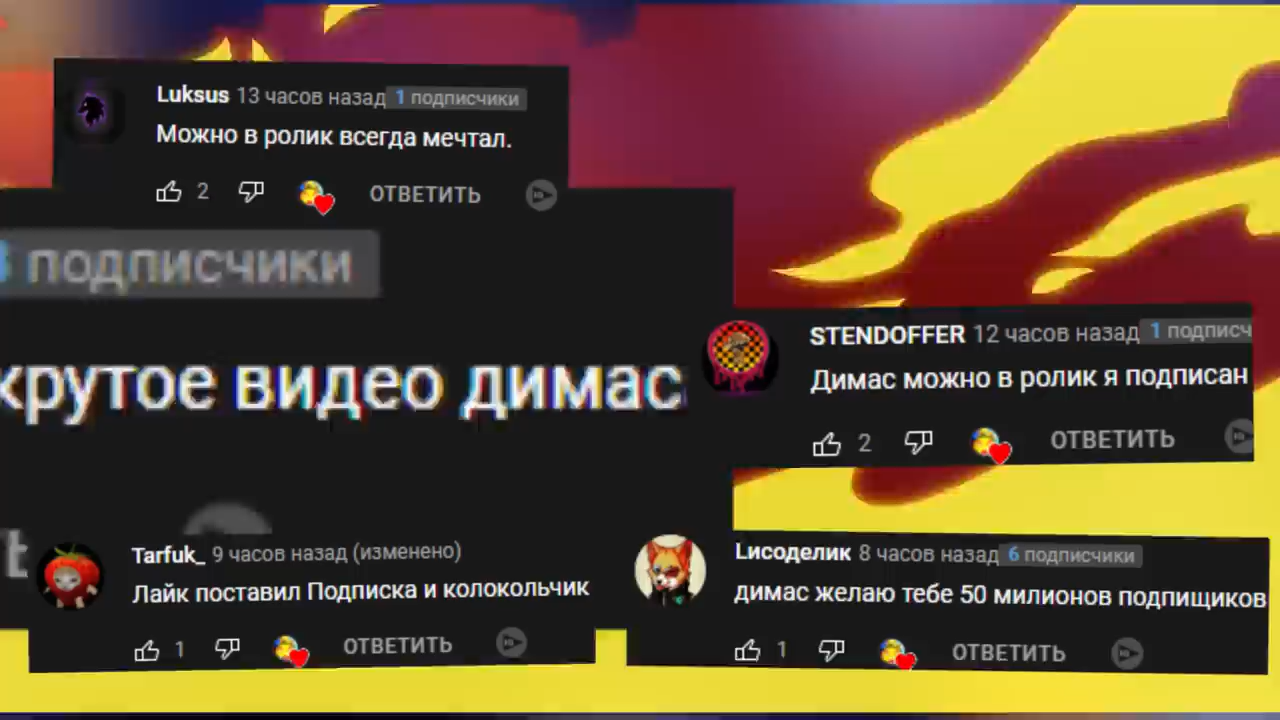 Luksus 13 часов назад 1 подписчики
Можно в ролик всегда мечтал.
2 ОТВЕТИТЬ
подписчики
крутое видео димас
STENDOFFER 12 часов назад 1 подписч
Димас можно в ролик я подписан
2 ОТВЕТИТЬ
Tarfuk_ 9 часов назад (изменено)
Лайк поставил Подписка и колокольчик
1 ОТВЕТИТЬ
Lисоделик 8 часов назад 6 подписчики
димас желаю тебе 50 милионов подпищиков
1 ОТВЕТИТЬ